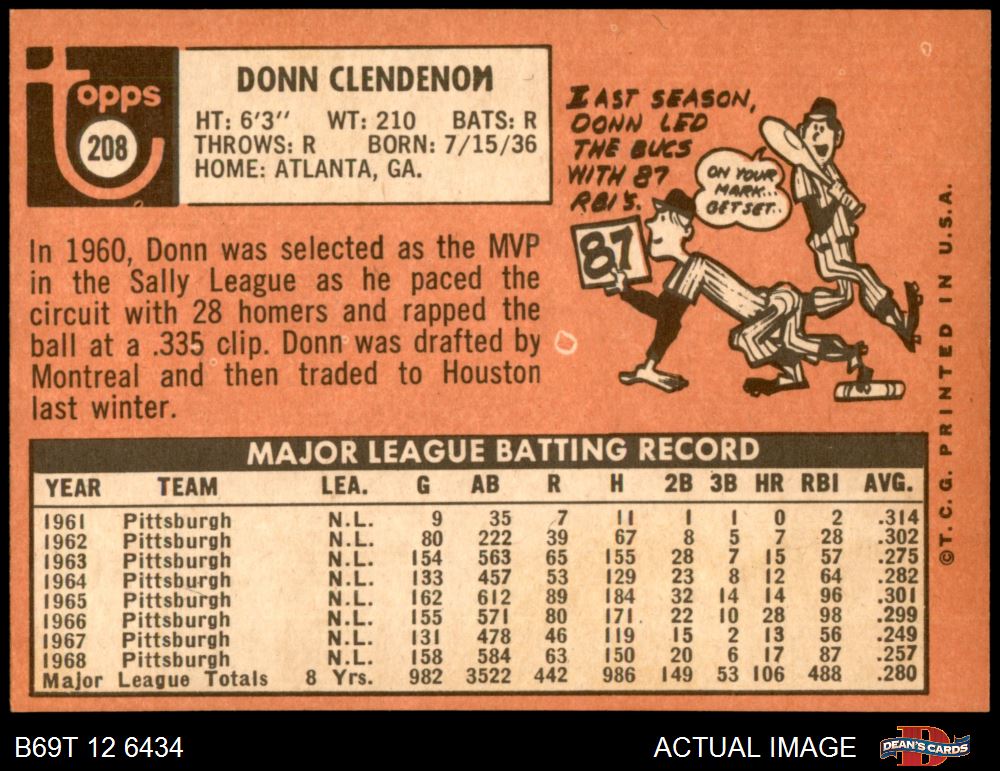 Topps
208
DONN CLENDENON
HT: 6'3" WT: 210 BATS: R
THROWS: R BORN: 7/15/36
HOME: ATLANTA, GA.
LAST SEASON,
DONN LED
THE BUCS
WITH 87
RBI'S.
ON YOUR
MARK...
GET SET..
87
In 1960, Donn was selected as the MVP
in the Sally League as he paced the
circuit with 28 homers and rapped the
ball at a .335 clip. Donn was drafted by
Montreal and then traded to Houston
last winter.
MAJOR LEAGUE BATTING RECORD
YEAR TEAM LEA. G AB R H 2B 3B HR RBI AVG.
1961 Pittsburgh N.L. 9 35 7 11 1 1 0 2 .314
1962 Pittsburgh N.L. 80 222 39 67 8 5 7 28 .302
1963 Pittsburgh N.L. 154 563 65 155 28 7 15 57 .275
1964 Pittsburgh N.L. 133 457 53 129 23 8 12 64 .282
1965 Pittsburgh N.L. 162 612 89 184 32 14 14 96 .301
1966 Pittsburgh N.L. 155 571 80 171 22 10 28 98 .299
1967 Pittsburgh N.L. 131 478 46 119 15 2 13 56 .249
1968 Pittsburgh N.L. 158 584 63 150 20 6 17 87 .257
Major League Totals 8 Yrs. 982 3522 442 986 149 53 106 488 .280
©T.C.G. PRINTED IN U.S.A.
B69T 12 6434
ACTUAL IMAGE
DEAN'S CARDS